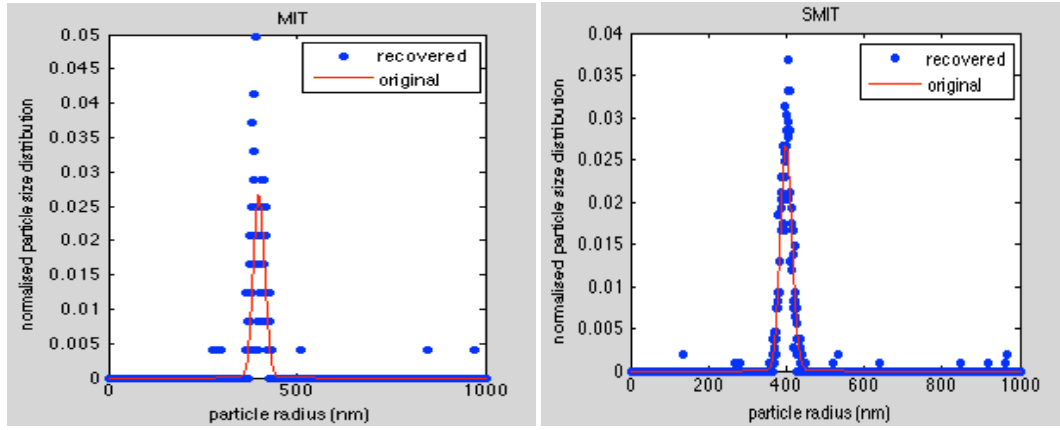 MIT
0.05
0.045
0.04
0.035
0.03
0.025
0.02
0.015
0.01
0.005
0
0 500 1000
normalised particle size distribution
particle radius (nm)
recovered
original
SMIT
0.04
0.035
0.03
0.025
0.02
0.015
0.01
0.005
0
0 200 400 600 800 1000
normalised particle size distribution
particle radius (nm)
recovered
original